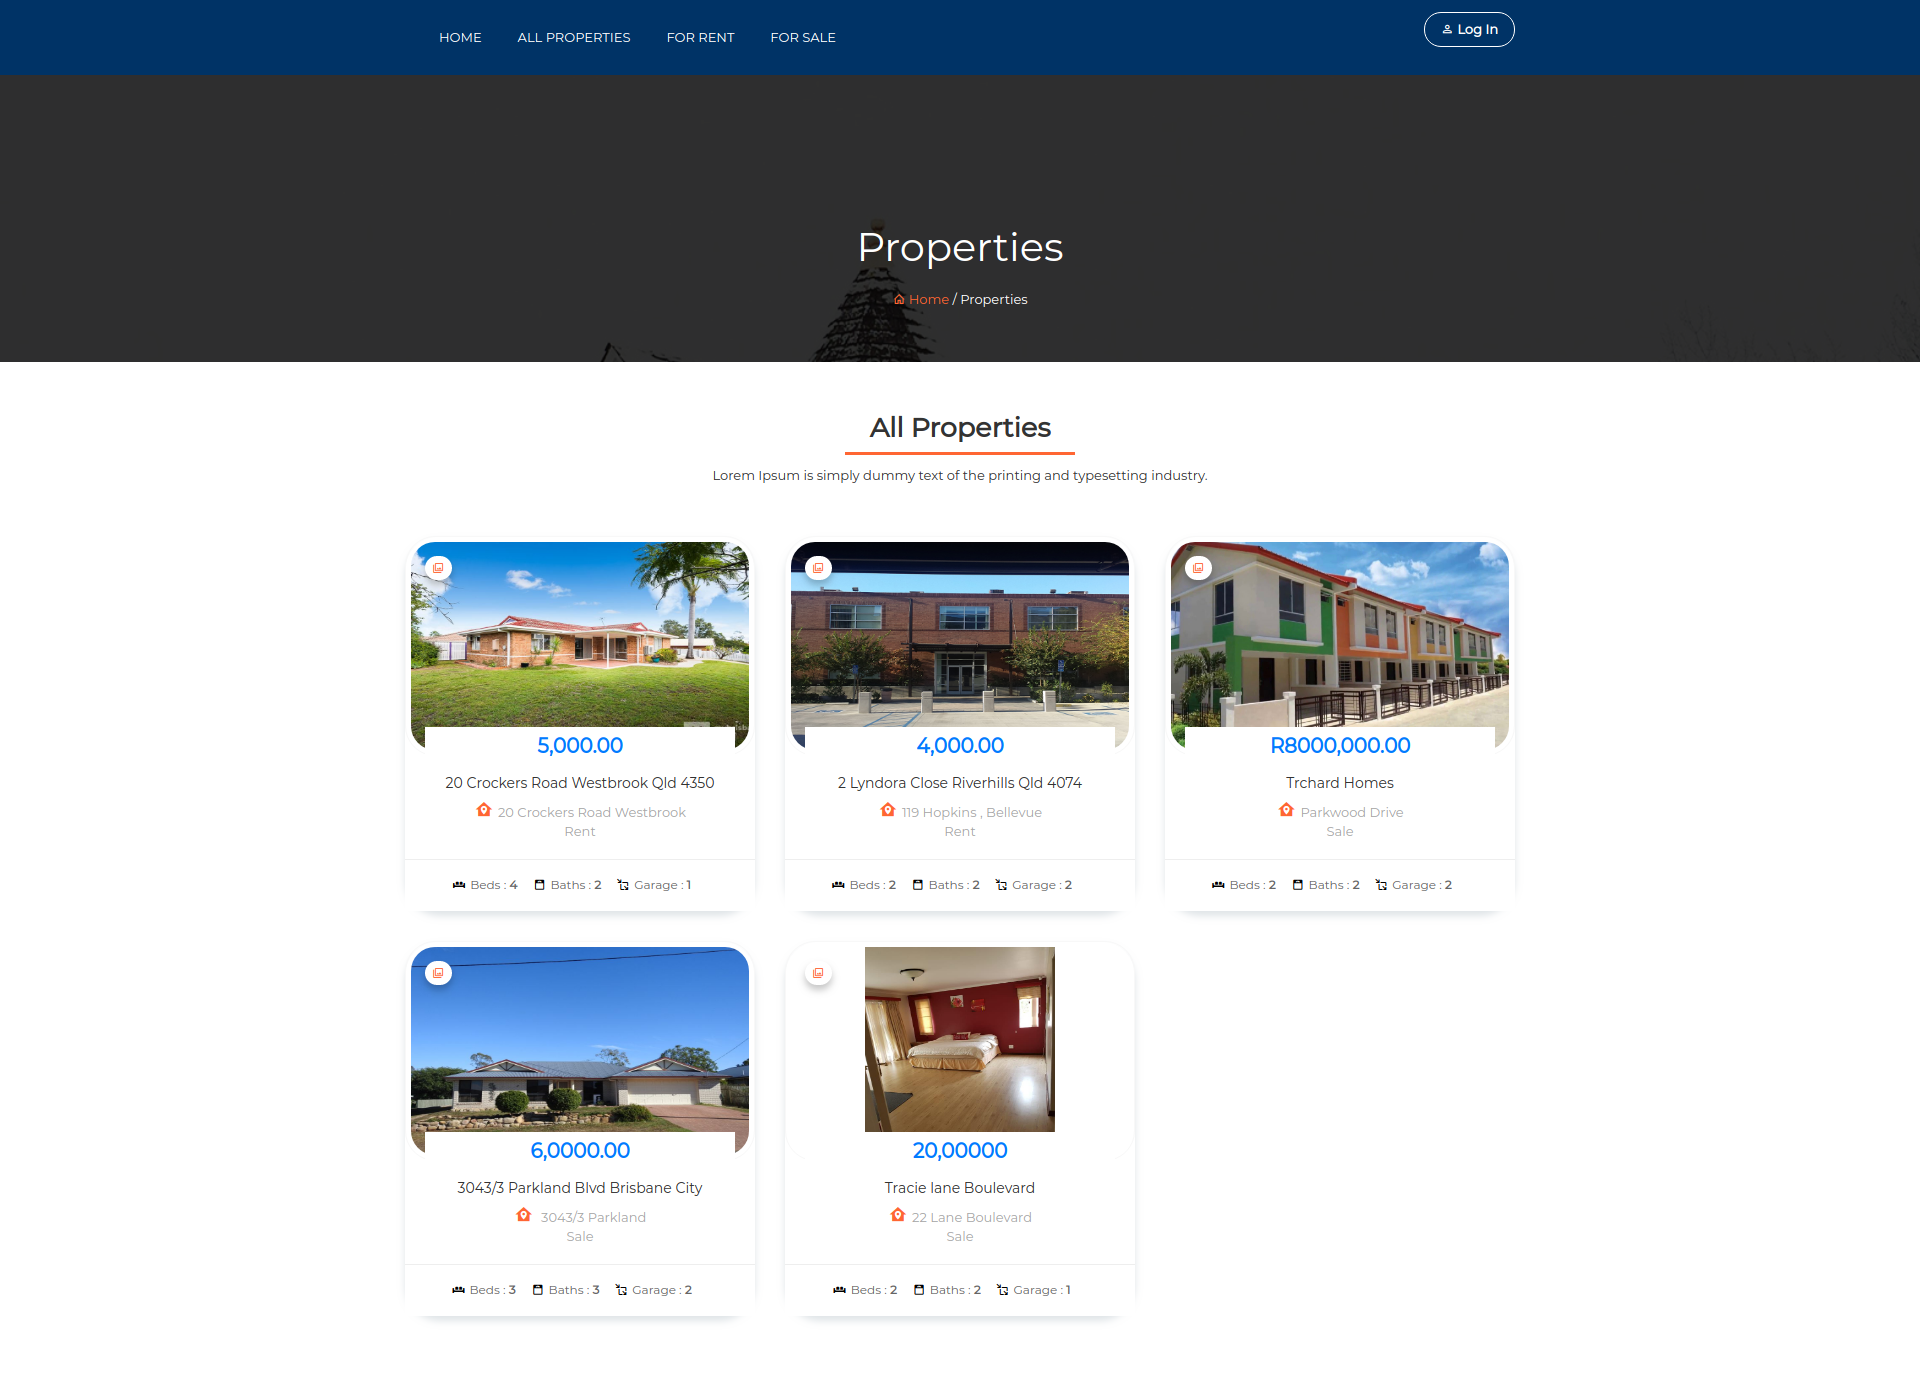 HOME ALL PROPERTIES FOR RENT FOR SALE Log In
Properties
Home / Properties
All Properties
Lorem Ipsum is simply dummy text of the printing and typesetting industry.
5,000.00
20 Crockers Road Westbrook Qld 4350
20 Crockers Road Westbrook
Rent
Beds : 4 Baths : 2 Garage : 1
4,000.00
2 Lyndora Close Riverhills Qld 4074
119 Hopkins , Bellevue
Rent
Beds : 2 Baths : 2 Garage : 2
R8000,000.00
Trchard Homes
Parkwood Drive
Sale
Beds : 2 Baths : 2 Garage : 2
6,0000.00
3043/3 Parkland Blvd Brisbane City
3043/3 Parkland
Sale
Beds : 3 Baths : 3 Garage : 2
20,00000
Tracie lane Boulevard
22 Lane Boulevard
Sale
Beds : 2 Baths : 2 Garage : 1